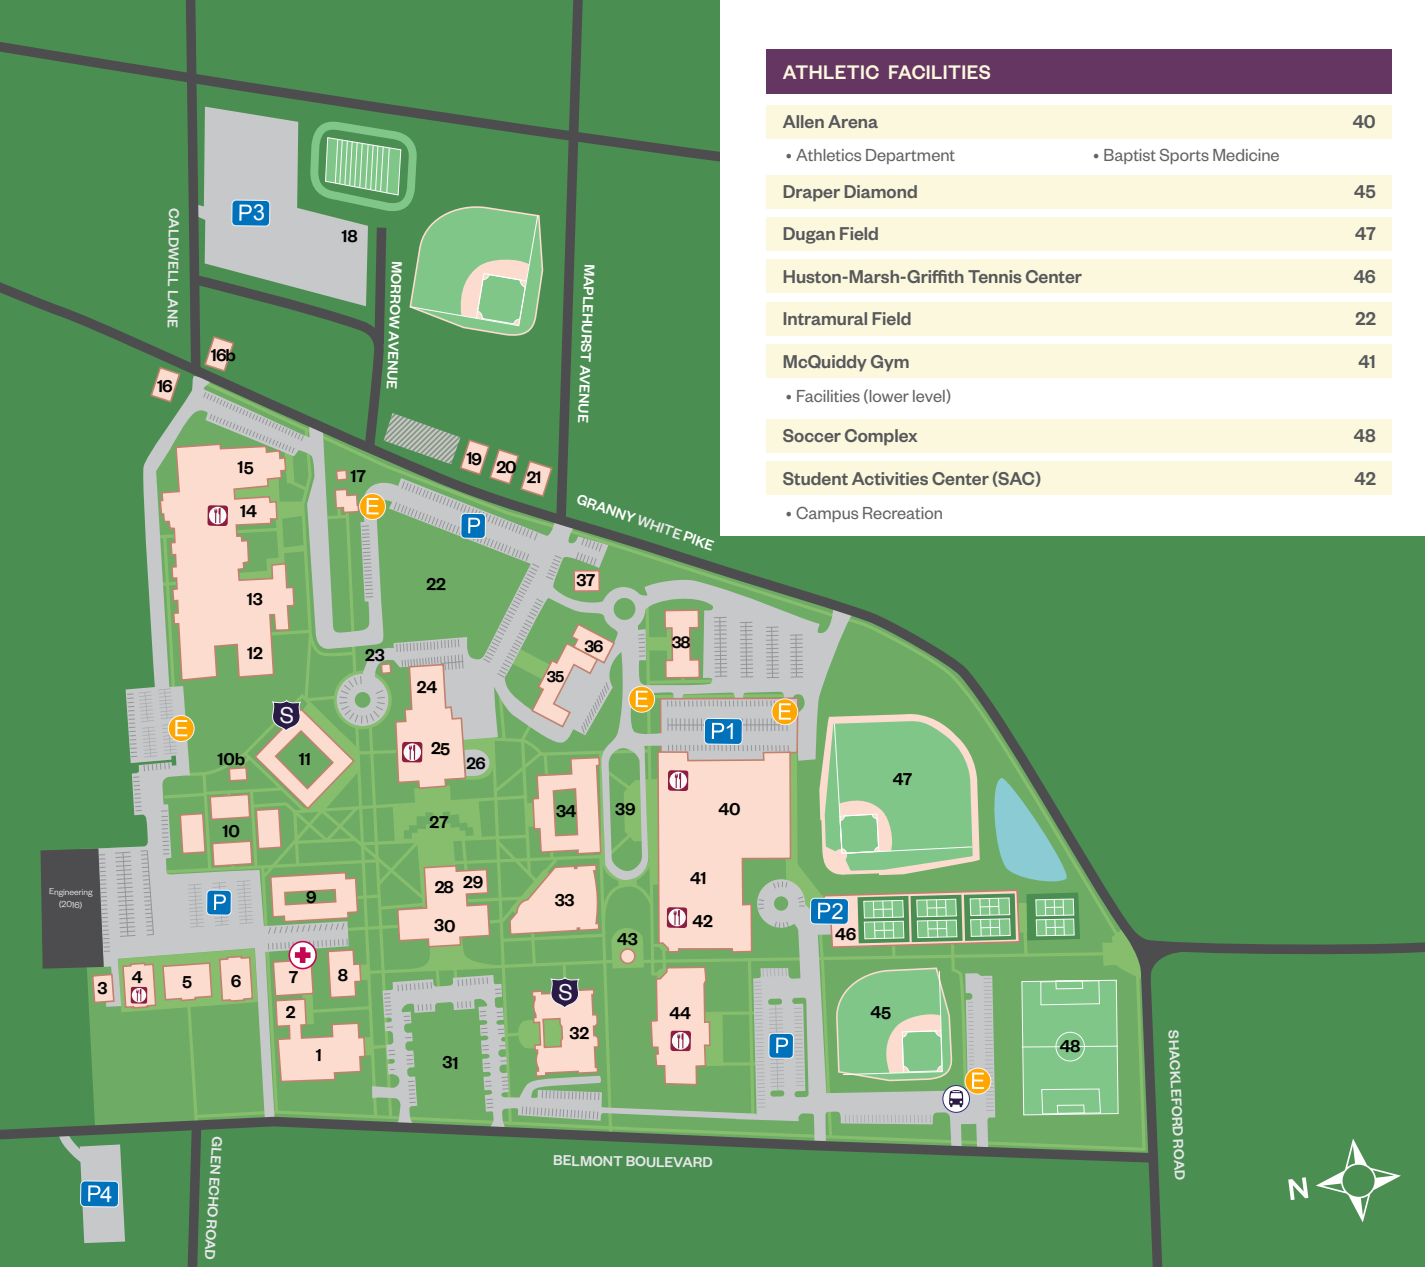 ATHLETIC FACILITIES
Allen Arena 40
• Athletics Department • Baptist Sports Medicine
Draper Diamond 45
Dugan Field 47
Huston-Marsh-Griffith Tennis Center 46
Intramural Field 22
McQuiddy Gym 41
• Facilities (lower level)
Soccer Complex 48
Student Activities Center (SAC) 42
• Campus Recreation
P3
18
CALDWELL LANE
MORROW AVENUE
MAPLEHURST AVENUE
16b
16
19
20
21
15
17
14
E
P
GRANNY WHITE PIKE
22
37
13
12
36
38
23
35
24
E
E
S
P1
E
25
11
10b
26
47
34
39
40
27
10
Engineering
(2016)
28
29
41
9
33
P
P2
42
30
46
43
4
7
8
3
5
6
S
2
44
45
32
1
31
P
48
E
SHACKLEFORD ROAD
BELMONT BOULEVARD
GLEN ECHO ROAD
P4
N